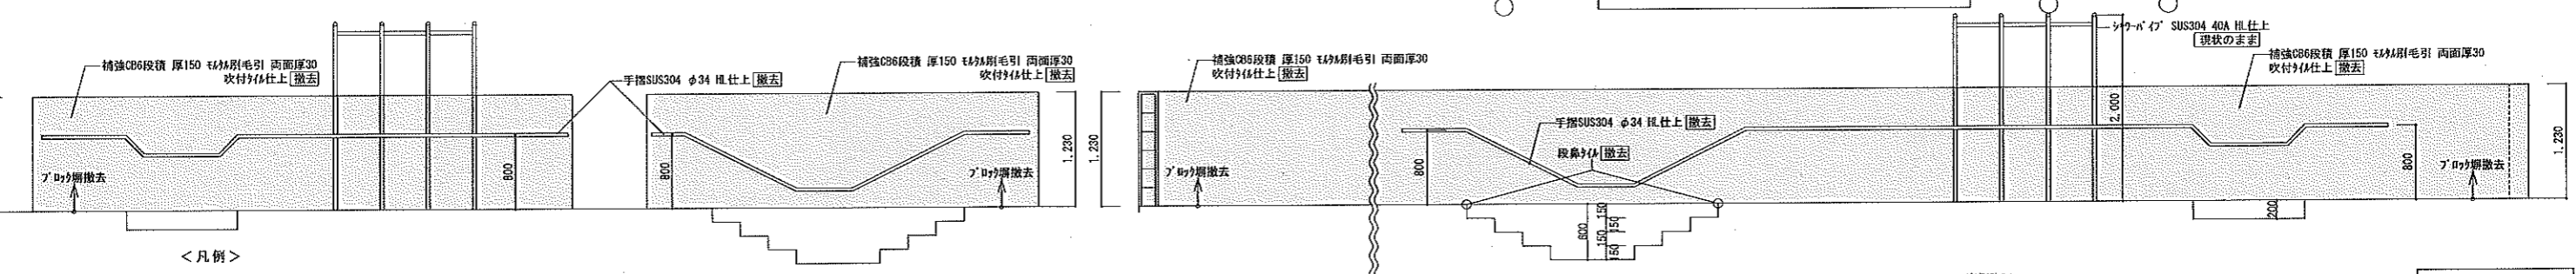 補強CB6段積 厚150 モルタル刷毛引 両面厚30
吹付タイル仕上 撤去
手摺SUS304 φ34 HL仕上 撤去
ブロック塀撤去
800
<凡例>
補強CB6段積 厚150 モルタル刷毛引 両面厚30
吹付タイル仕上 撤去
800
ブロック塀撤去
1,230
1,230
補強CB6段積 厚150 モルタル刷毛引 両面厚30
吹付タイル仕上 撤去
ブロック塀撤去
手摺SUS304 φ34 HL仕上 撤去
段鼻タイル 撤去
800
600
150
150
150
150
シャワーパイプ SUS304 40A HL仕上
現状のまま
2,000
補強CB6段積 厚150 モルタル刷毛引 両面厚30
吹付タイル仕上 撤去
800
ブロック塀撤去
200
1,230